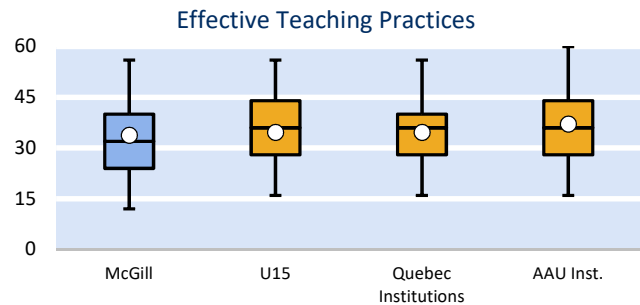 Effective Teaching Practices
60
45
30
15
0
McGill
U15
Quebec
Institutions
AAU Inst.